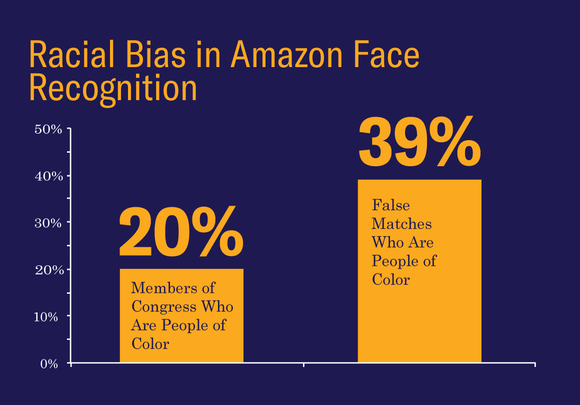 Racial Bias in Amazon Face
Recognition
50%
40%
30%
20%
10%
0%
20%
Members of
Congress Who
Are People of
Color
39%
False
Matches
Who Are
People of
Color